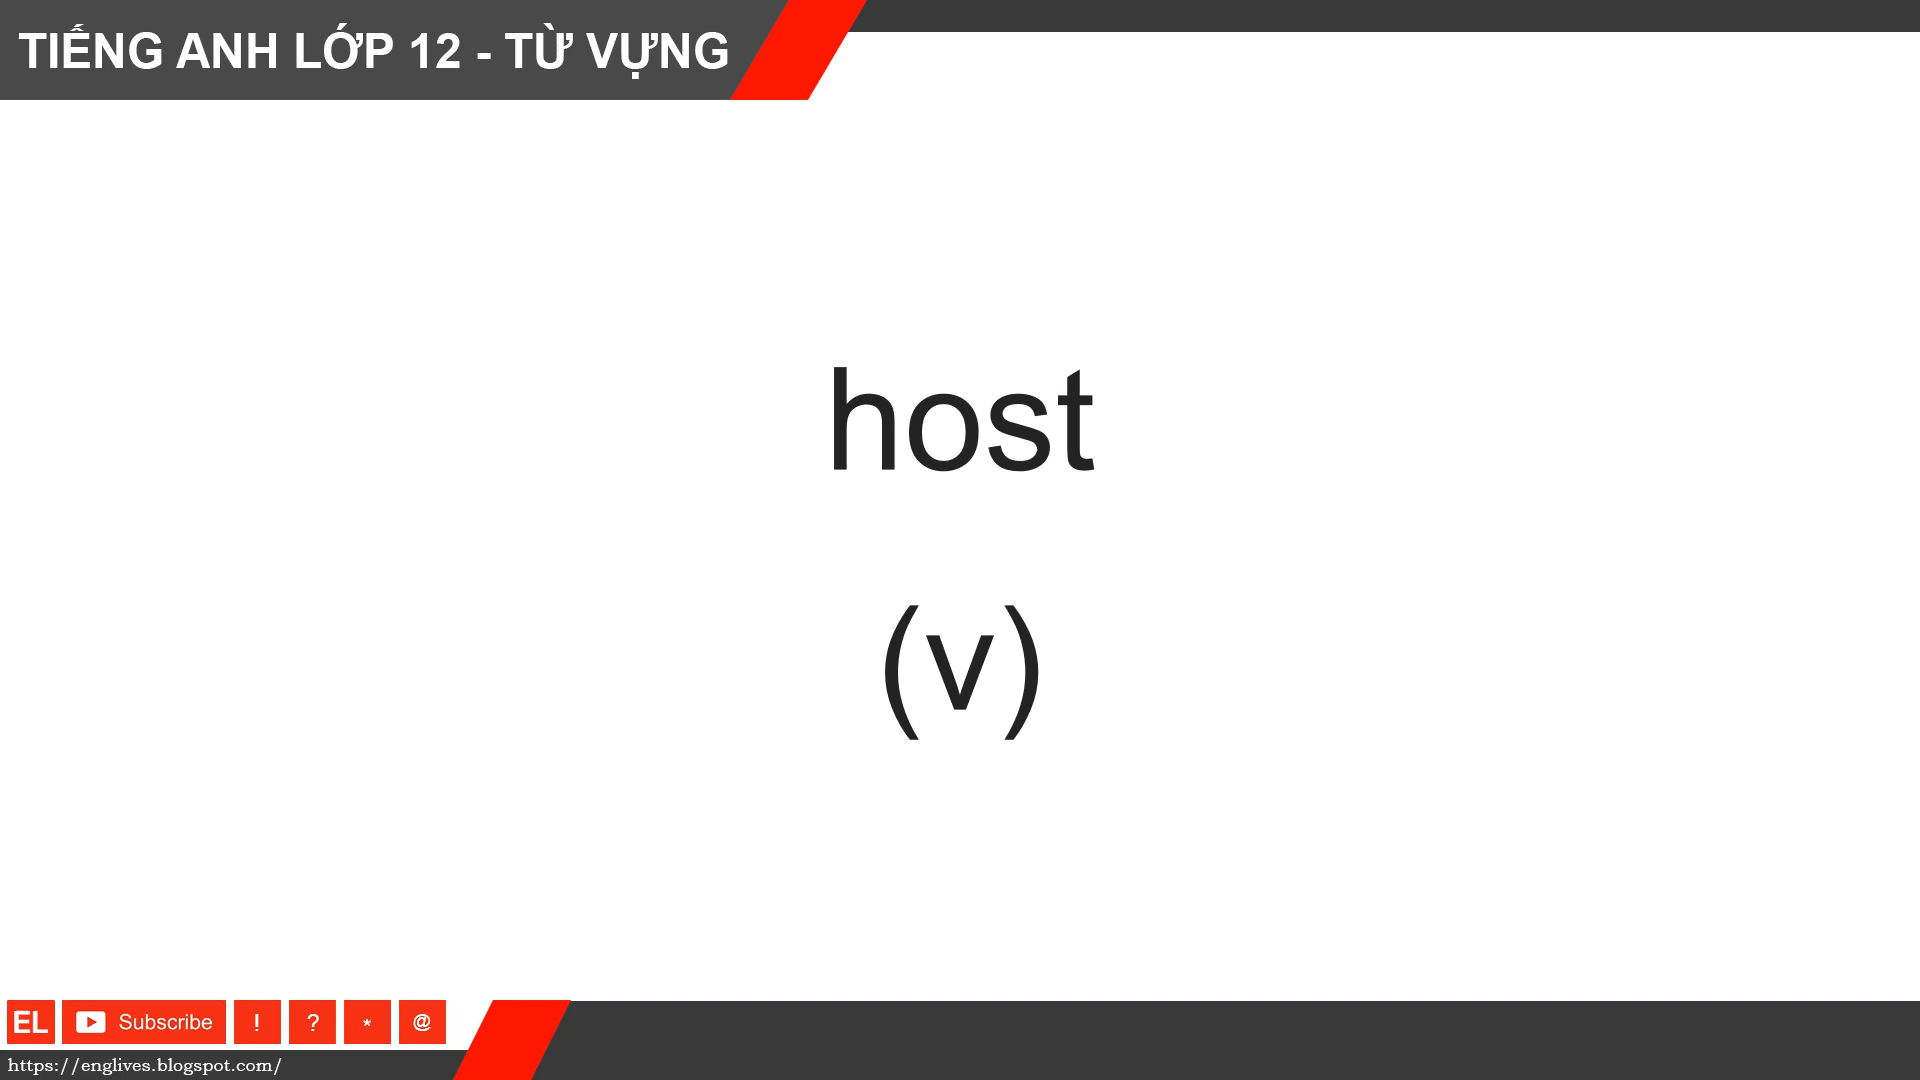 TIẾNG ANH LỚP 12 - TỪ VỰNG
host
(v)
EL Subscribe ! ? * @
https://englives.blogspot.com/